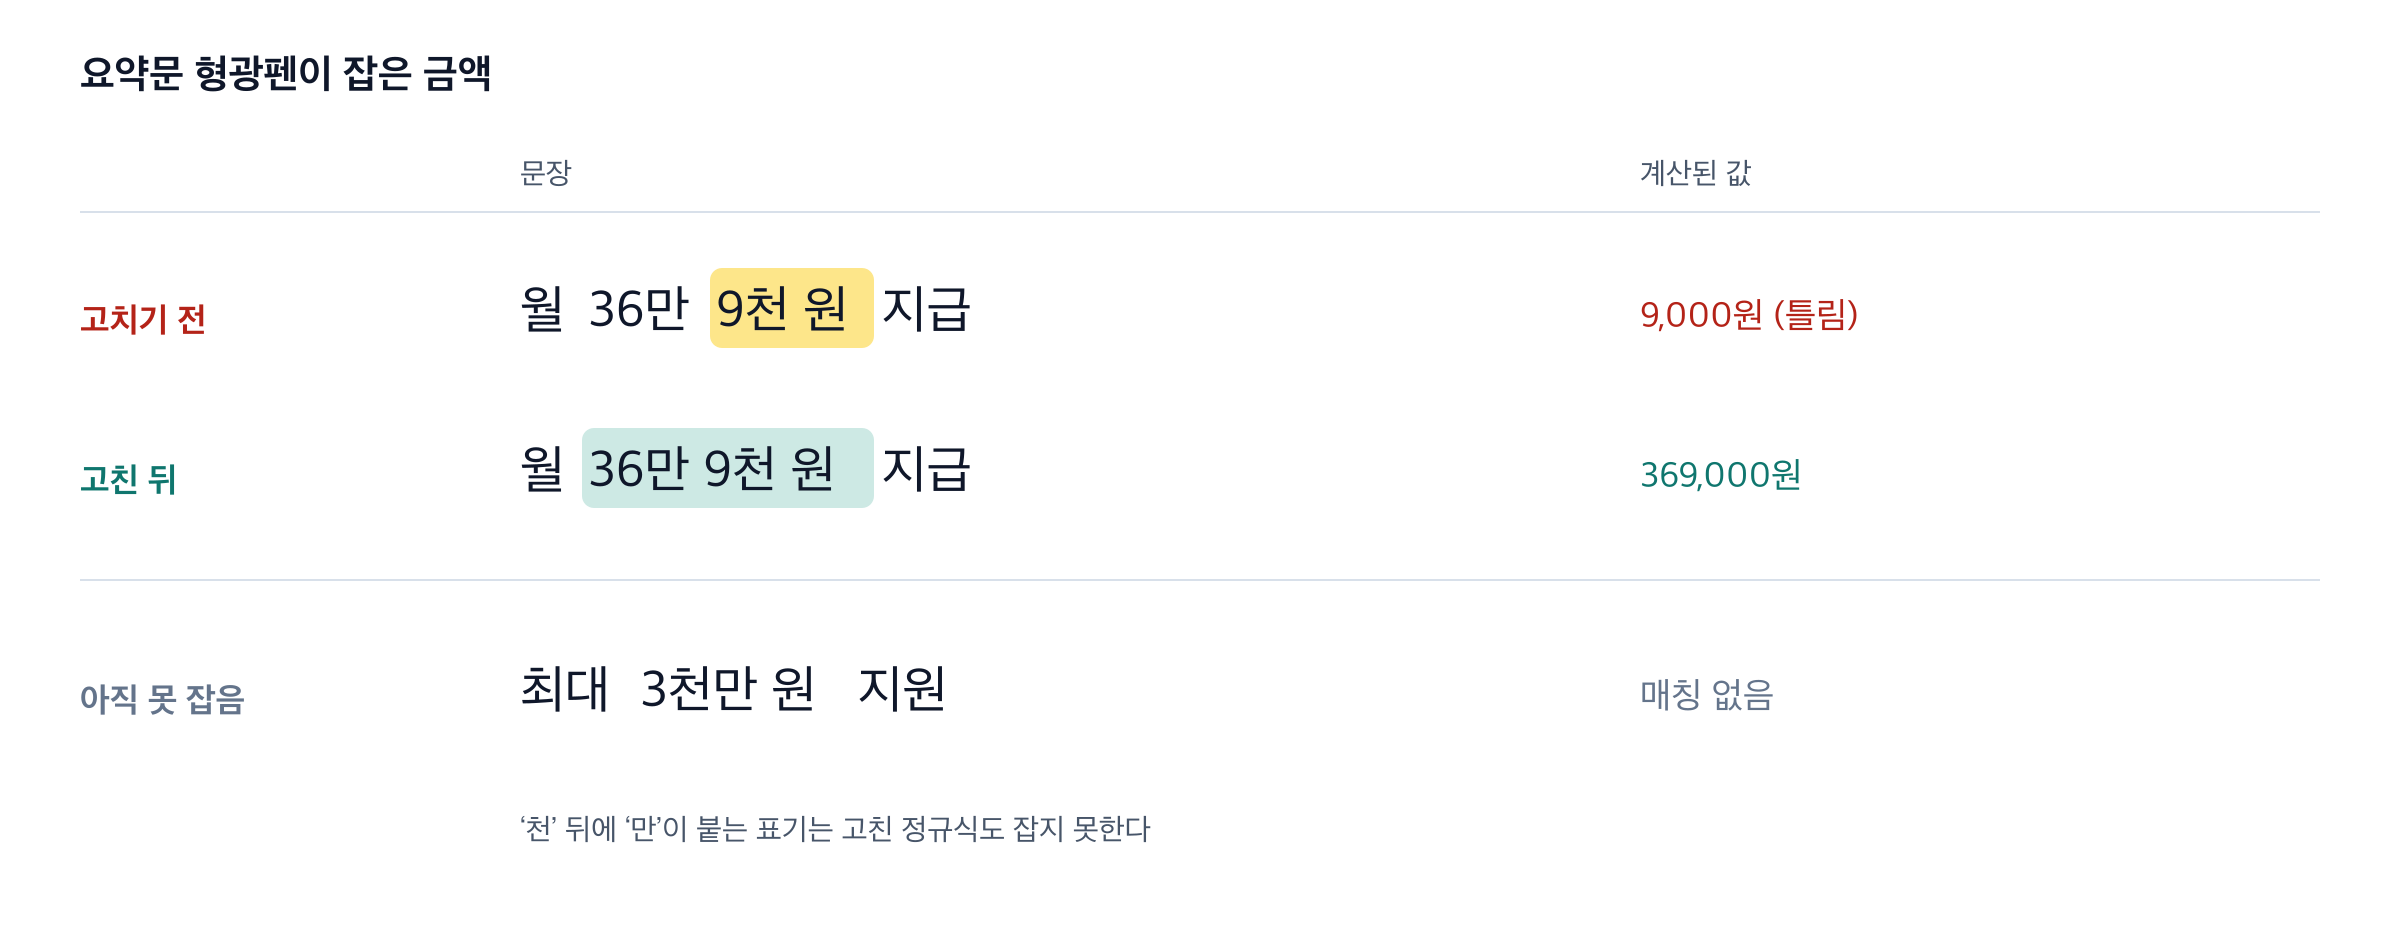 요약문 형광펜이 잡은 금액
문장 계산된 값
고치기 전 월 36만 9천 원 지급 9,000원 (틀림)
고친 뒤 월 36만 9천 원 지급 369,000원
아직 못 잡음 최대 3천만 원 지원 매칭 없음
‘천’ 뒤에 ‘만’이 붙는 표기는 고친 정규식도 잡지 못한다